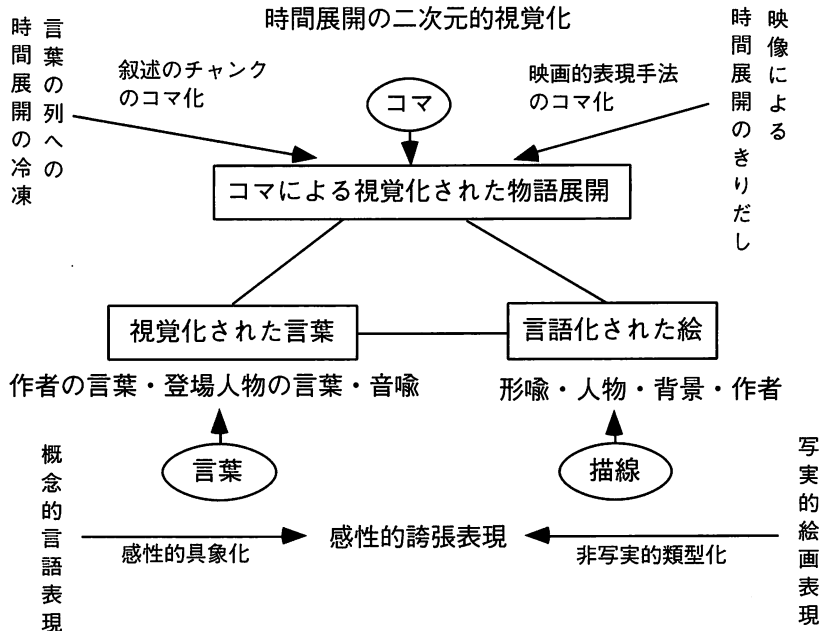 時間展開の二次元的視覚化
言葉の列への
時間展開の冷凍
叙述のチャンク
のコマ化
コマ
映画的表現手法
のコマ化
映像による
時間展開のきりだし
コマによる視覚化された物語展開
視覚化された言葉
言語化された絵
作者の言葉・登場人物の言葉・音喩
形喩・人物・背景・作者
言葉
描線
概念的言語表現
感性的具象化
感性的誇張表現
非写実的類型化
写実的絵画表現